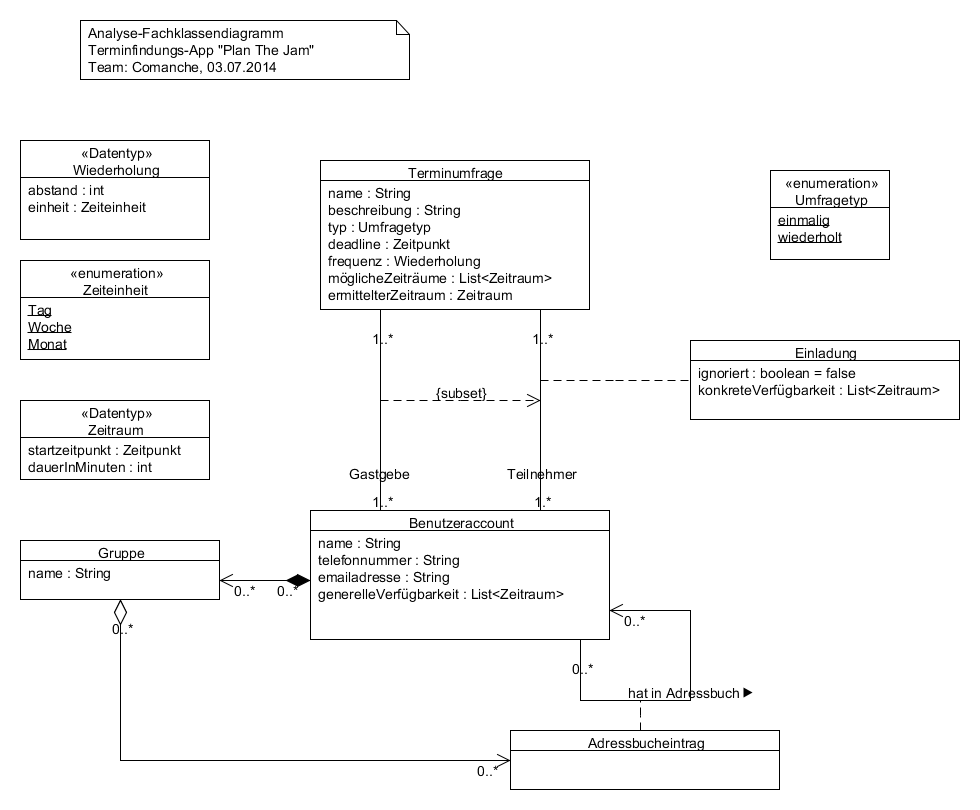 Analyse-Fachklassendiagramm
Terminfindungs-App "Plan The Jam"
Team: Comanche, 03.07.2014
«Datentyp»
Wiederholung
abstand : int
einheit : Zeiteinheit
Terminumfrage
name : String
beschreibung : String
typ : Umfragetyp
deadline : Zeitpunkt
frequenz : Wiederholung
möglicheZeiträume : List<Zeitraum>
ermittelterZeitraum : Zeitraum
«enumeration»
Umfragetyp
einmalig
wiederholt
«enumeration»
Zeiteinheit
Tag
Woche
Monat
1..*
1..*
{subset}
Einladung
ignoriert : boolean = false
konkreteVerfügbarkeit : List<Zeitraum>
«Datentyp»
Zeitraum
startzeitpunkt : Zeitpunkt
dauerInMinuten : int
Gastgebe
Teilnehmer
1..*
1..*
Benutzeraccount
name : String
telefonnummer : String
emailadresse : String
generelleVerfügbarkeit : List<Zeitraum>
Gruppe
name : String
0..*
0..*
0..*
0..*
0..*
hat in Adressbuch ▶
Adressbucheintrag
0..*